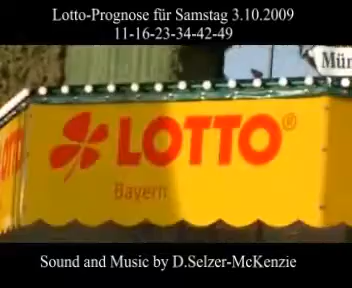 Lotto-Prognose für Samstag 3.10.2009
11-16-23-34-42-49
Mün
LOTTO®
Bayern
Sound and Music by D.Selzer-McKenzie